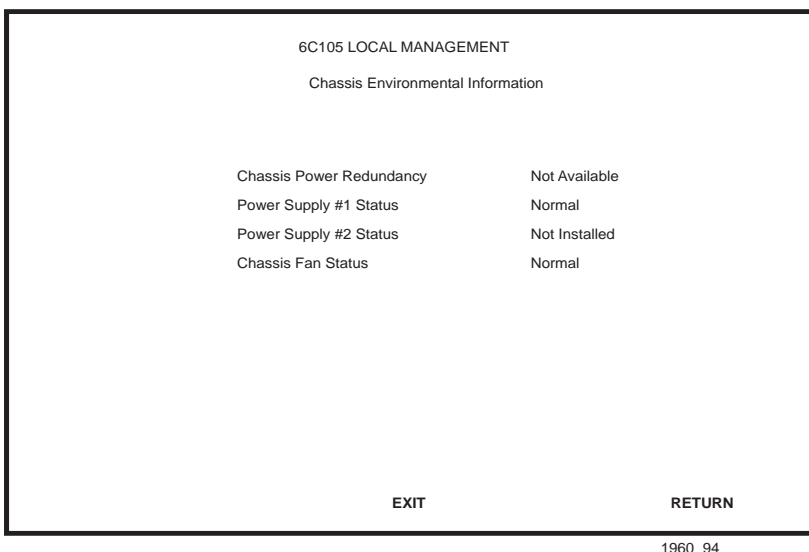 6C105 LOCAL MANAGEMENT
Chassis Environmental Information
Chassis Power Redundancy Not Available
Power Supply #1 Status Normal
Power Supply #2 Status Not Installed
Chassis Fan Status Normal
EXIT RETURN
1960_94